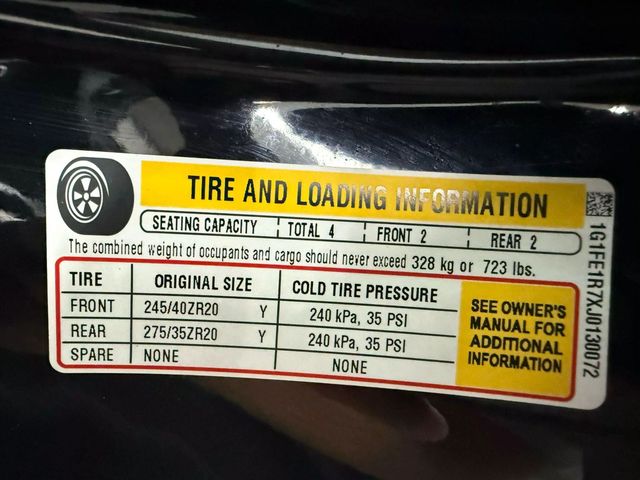 TIRE AND LOADING INFORMATION
SEATING CAPACITY TOTAL 4 FRONT 2 REAR 2
The combined weight of occupants and cargo should never exceed 328 kg or 723 lbs.
TIRE ORIGINAL SIZE COLD TIRE PRESSURE
FRONT 245/40ZR20 Y 240 kPa, 35 PSI
REAR 275/35ZR20 Y 240 kPa, 35 PSI
SPARE NONE NONE
SEE OWNER'S
MANUAL FOR
ADDITIONAL
INFORMATION
1G1FE1R7XJ0130072